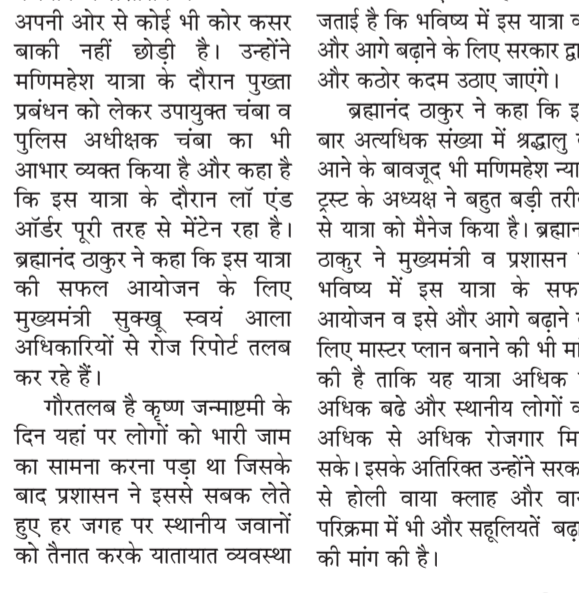 अपनी ओर से कोई भी कोर कसर
बाकी नहीं छोड़ी है। उन्होंने
मणिमहेश यात्रा के दौरान पुख्ता
प्रबंधन को लेकर उपायुक्त चंबा व
पुलिस अधीक्षक चंबा का भी
आभार व्यक्त किया है और कहा है
कि इस यात्रा के दौरान लॉ एंड
ऑर्डर पूरी तरह से मेंटेन रहा है।
ब्रह्मानंद ठाकुर ने कहा कि इस यात्रा
की सफल आयोजन के लिए
मुख्यमंत्री सुक्खू स्वयं आला
अधिकारियों से रोज रिपोर्ट तलब
कर रहे हैं।
गौरतलब है कृष्ण जन्माष्टमी के
दिन यहां पर लोगों को भारी जाम
का सामना करना पड़ा था जिसके
बाद प्रशासन ने इससे सबक लेते
हुए हर जगह पर स्थानीय जवानों
को तैनात करके यातायात व्यवस्था
जताई है कि भविष्य में इस यात्रा
और आगे बढ़ाने के लिए सरकार
और कठोर कदम उठाए जाएंगे।
ब्रह्मानंद ठाकुर ने कहा कि
बार अत्यधिक संख्या में श्रद्धालु
आने के बावजूद भी मणिमहेश
ट्रस्ट के अध्यक्ष ने बहुत बड़ी
से यात्रा को मैनेज किया है।
ठाकुर ने मुख्यमंत्री व प्रशासन
भविष्य में इस यात्रा के
आयोजन व इसे और आगे बढ़ाने
लिए मास्टर प्लान बनाने की भी
की है ताकि यह यात्रा अधिक
अधिक बढे और स्थानीय लोगों
अधिक से अधिक रोजगार
सके। इसके अतिरिक्त उन्होंने
से होली वाया क्लाह और
परिक्रमा में भी और सहूलियतें
की मांग की है।